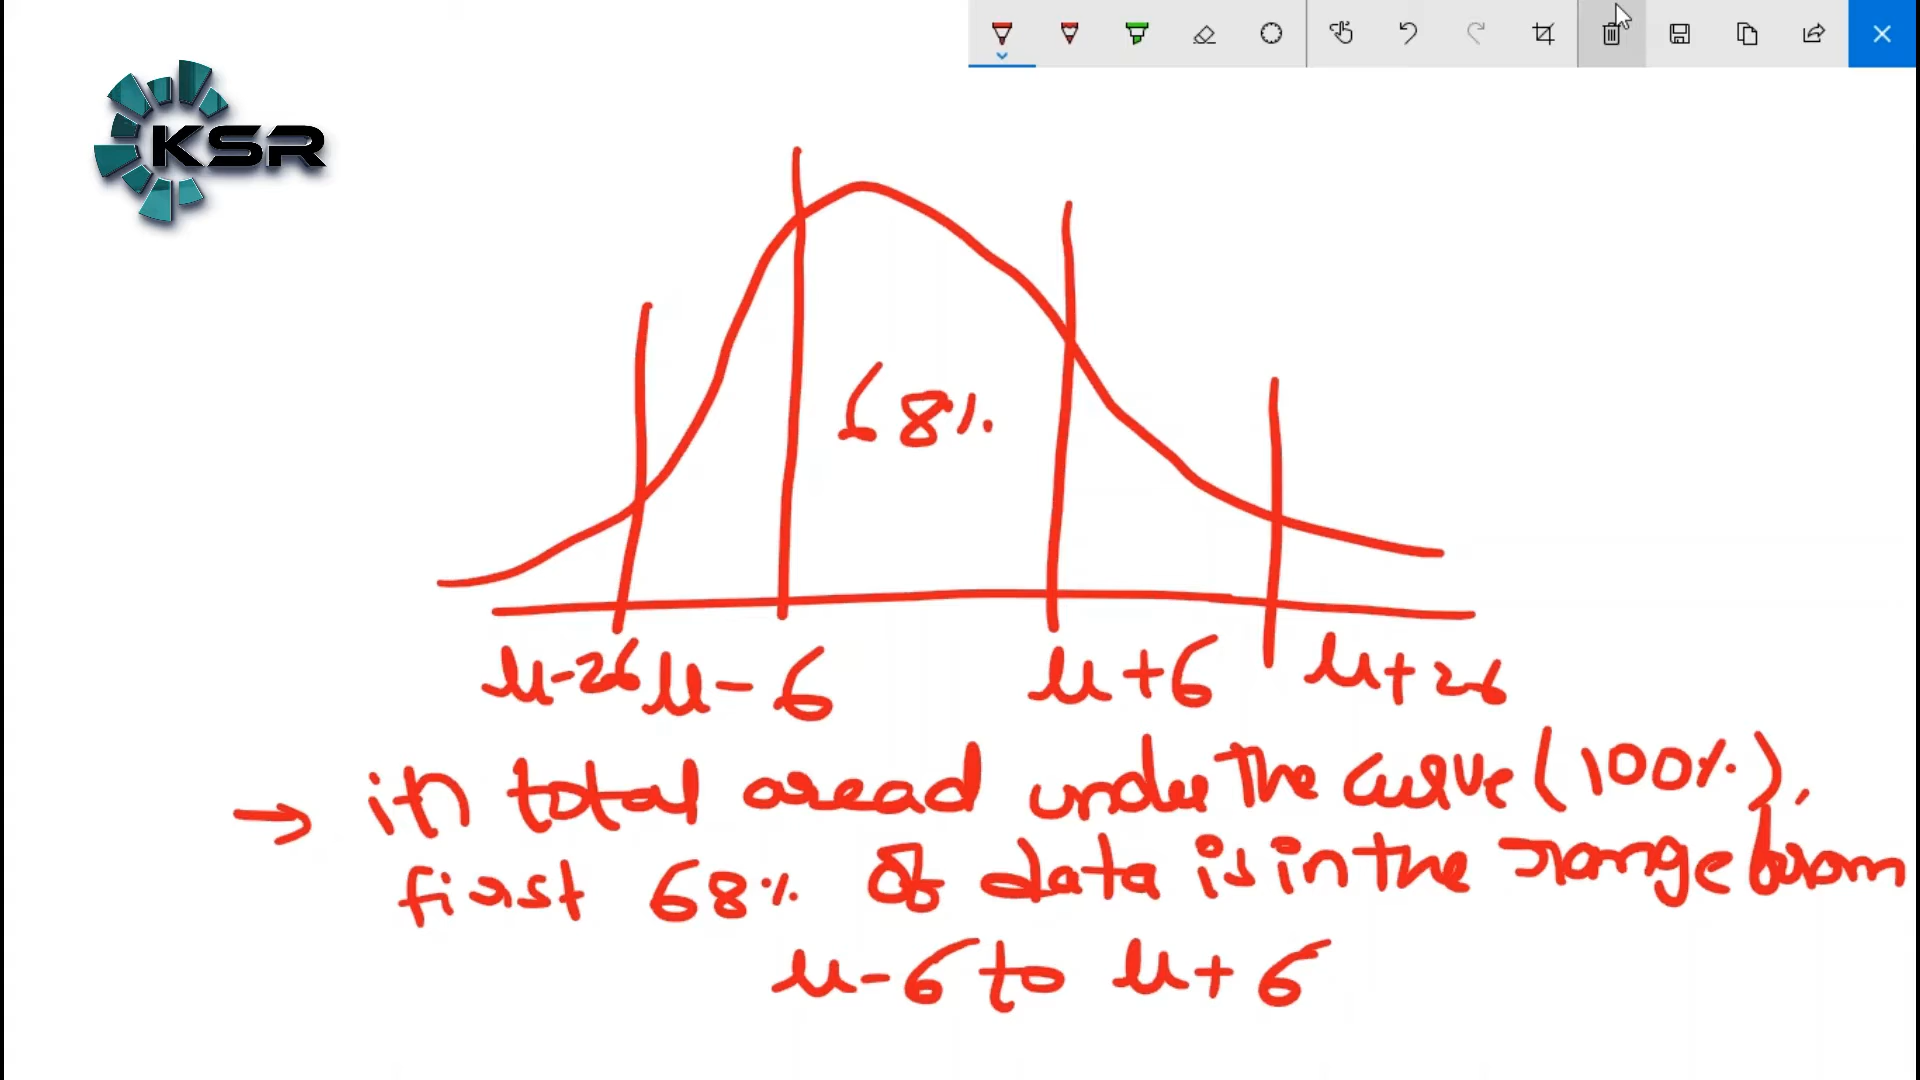 KSR
68%
μ-2σ μ-σ μ+σ μ+2σ
→ in total aread under the curve (100%),
first 68% of data is in the range from
μ-σ to μ+σ